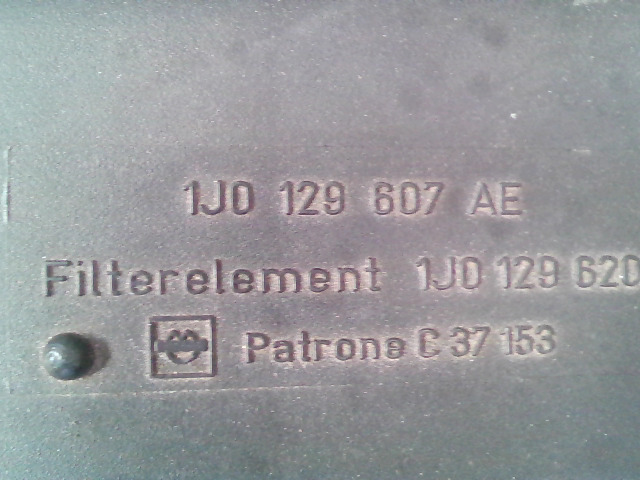 1J0 129 607 AE
Filterelement 1J0 129 620
Patrone C 37 153